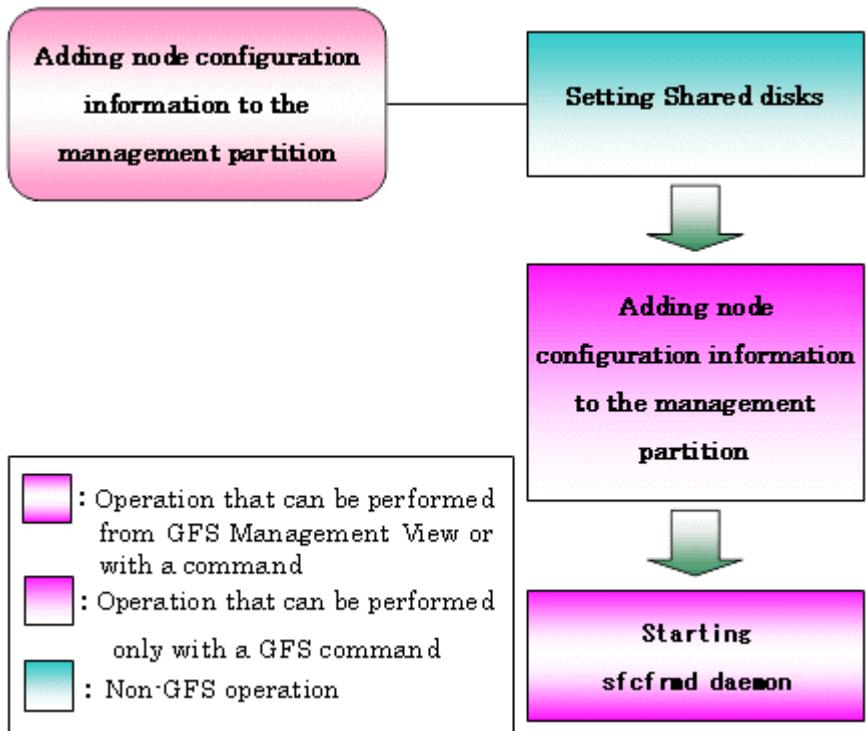 Adding node configuration
information to the
management partition
Setting Shared disks
Adding node
configuration information
to the management
partition
Starting
sfcfrmd daemon
: Operation that can be performed
from GFS Management View or
with a command
: Operation that can be performed
only with a GFS command
: Non-GFS operation